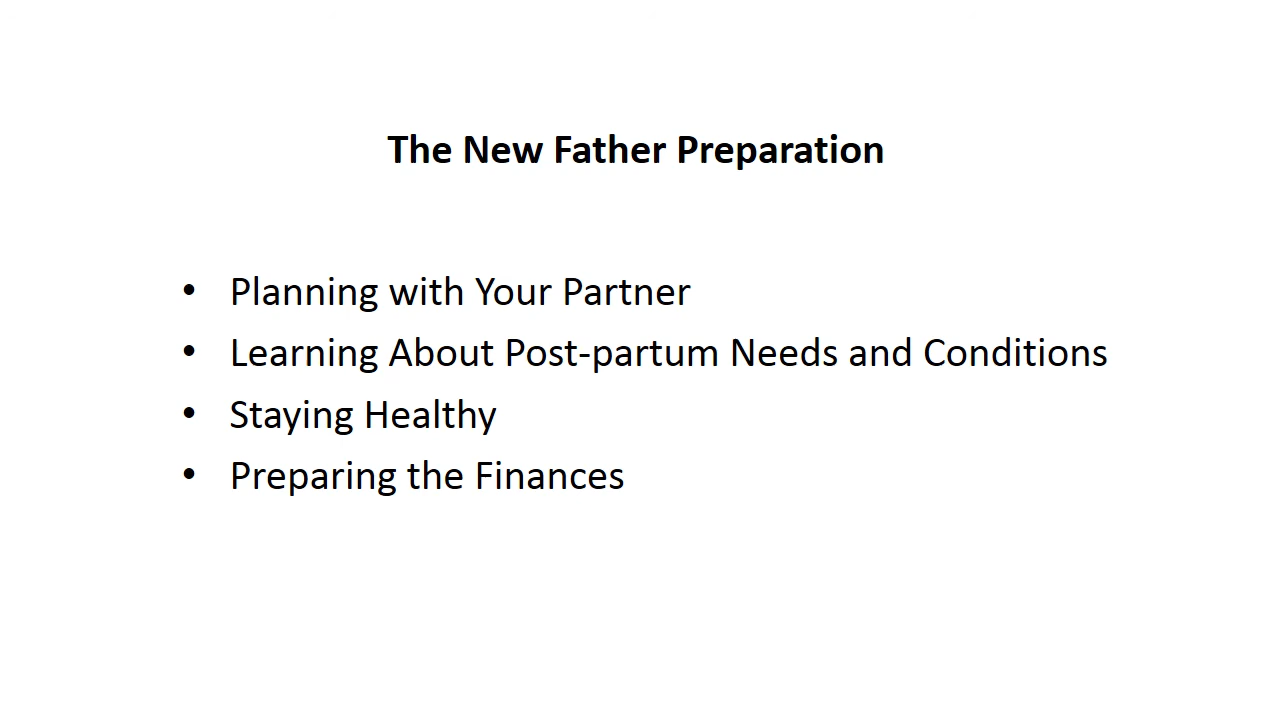 The New Father Preparation
• Planning with Your Partner
• Learning About Post-partum Needs and Conditions
• Staying Healthy
• Preparing the Finances